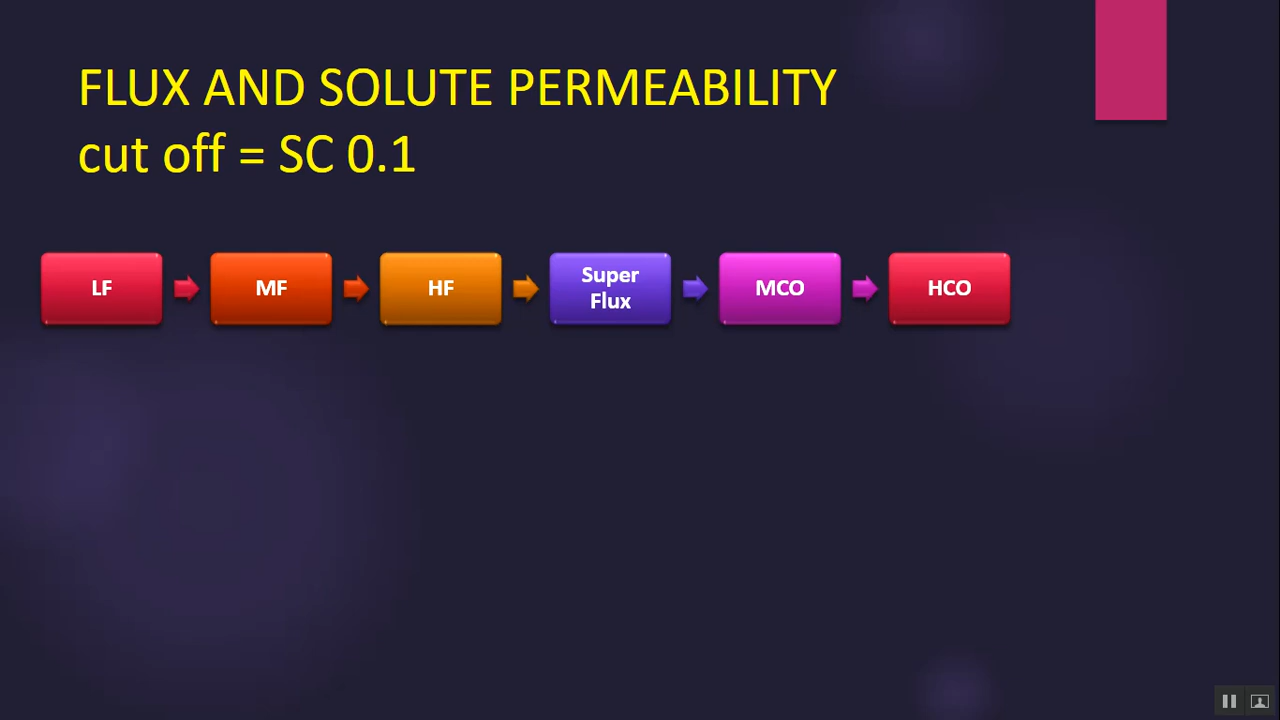 FLUX AND SOLUTE PERMEABILITY
cut off = SC 0.1
LF
MF
HF
Super
Flux
MCO
HCO